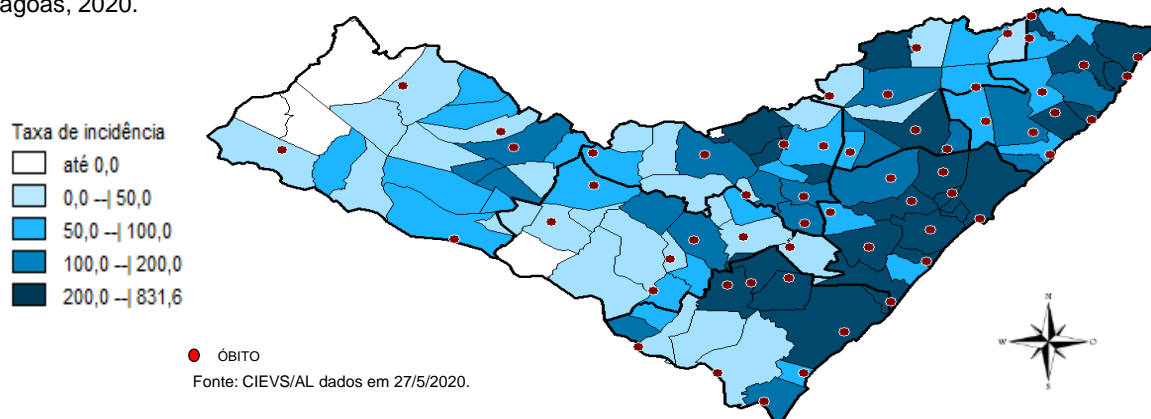 agoas, 2020.
Taxa de incidência
até 0,0
0,0 --| 50,0
50,0 --| 100,0
100,0 --| 200,0
200,0 --| 831,6
ÓBITO
Fonte: CIEVS/AL dados em 27/5/2020.
N
W
O
S